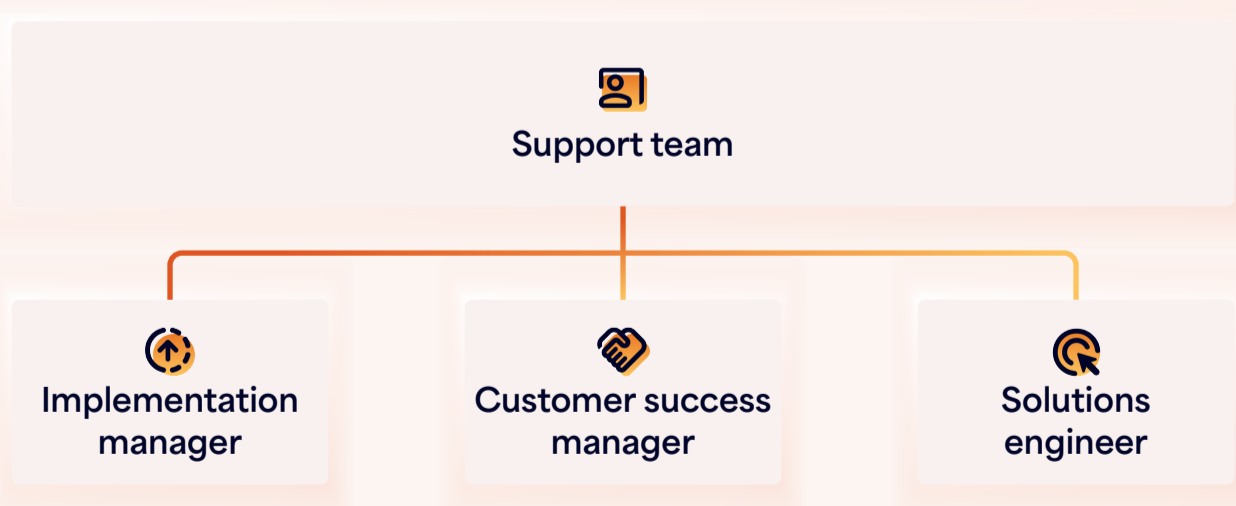 Support team
Implementation
manager
Customer success
manager
Solutions
engineer